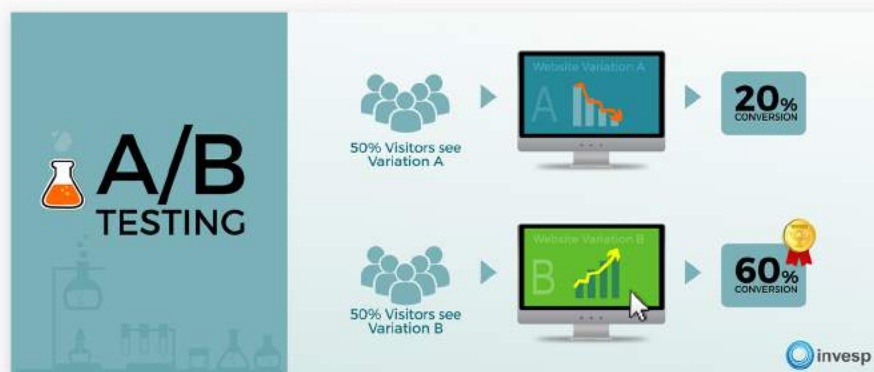 A/B
TESTING
50% Visitors see
Variation A
Website Variation A
A
20%
CONVERSION
50% Visitors see
Variation B
Website Variation B
B
60%
CONVERSION
invesp